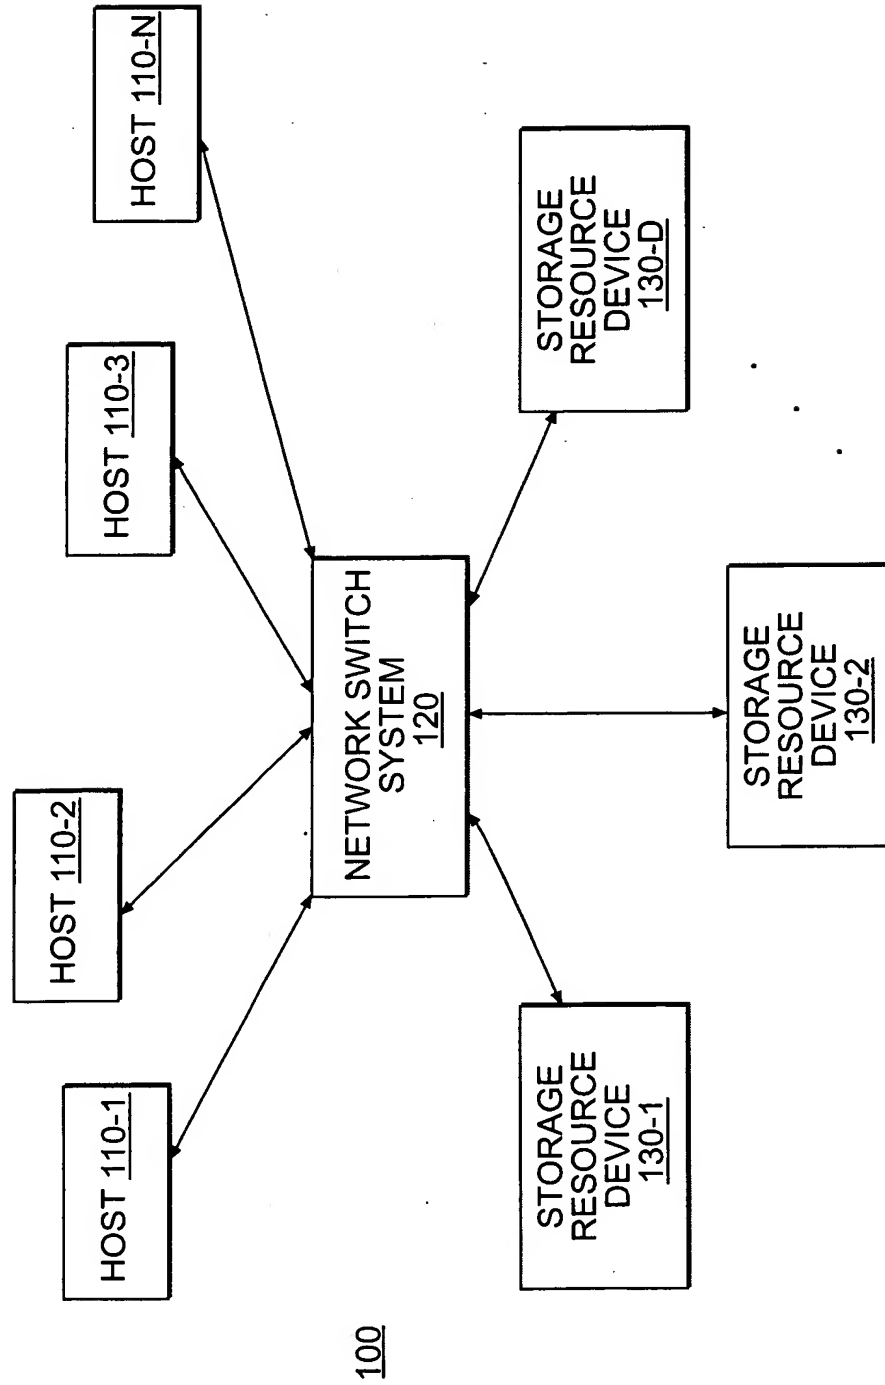 100
HOST 110-1
HOST 110-2
HOST 110-3
HOST 110-N
NETWORK SWITCH
SYSTEM
120
STORAGE
RESOURCE
DEVICE
130-1
STORAGE
RESOURCE
DEVICE
130-2
STORAGE
RESOURCE
DEVICE
130-D